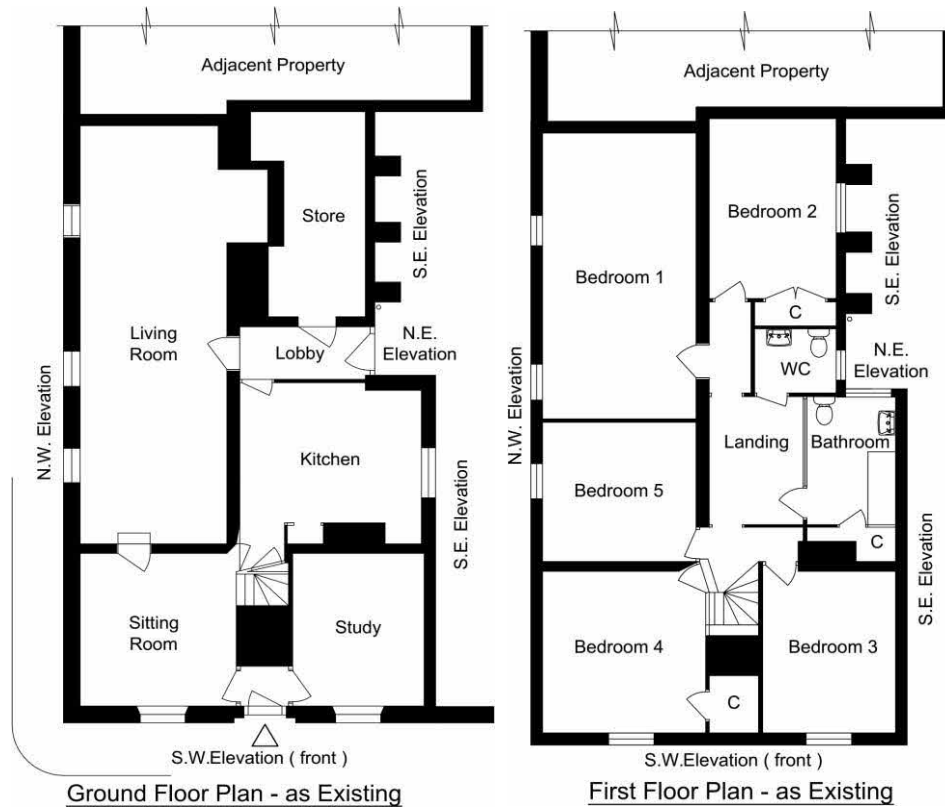 Adjacent Property
Store
S.E. Elevation
Living
Room
Lobby
N.E.
Elevation
N.W. Elevation
Kitchen
S.E. Elevation
Sitting
Room
Study
S.W.Elevation ( front )
Ground Floor Plan - as Existing
Adjacent Property
Bedroom 2
S.E. Elevation
Bedroom 1
C
WC
N.E.
Elevation
N.W. Elevation
Landing
Bathroom
Bedroom 5
C
S.E. Elevation
Bedroom 4
Bedroom 3
C
S.W.Elevation ( front )
First Floor Plan - as Existing